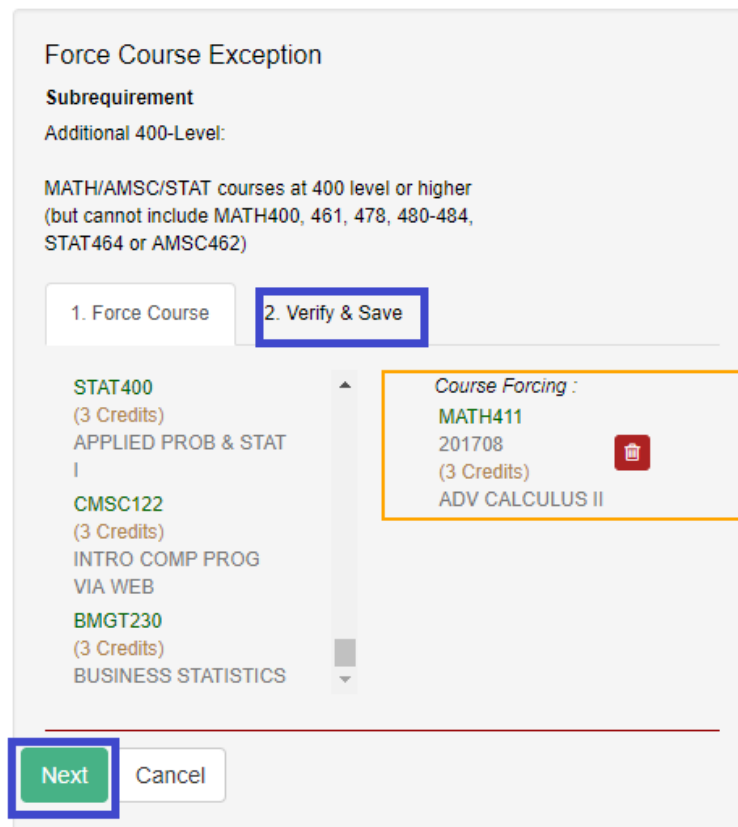 Force Course Exception
Subrequirement
Additional 400-Level:
MATH/AMSC/STAT courses at 400 level or higher
(but cannot include MATH400, 461, 478, 480-484,
STAT464 or AMSC462)
1. Force Course
2. Verify & Save
STAT400
(3 Credits)
APPLIED PROB & STAT
I
CMSC122
(3 Credits)
INTRO COMP PROG
VIA WEB
BMGT230
(3 Credits)
BUSINESS STATISTICS
Course Forcing :
MATH411
201708
(3 Credits)
ADV CALCULUS II
Next
Cancel